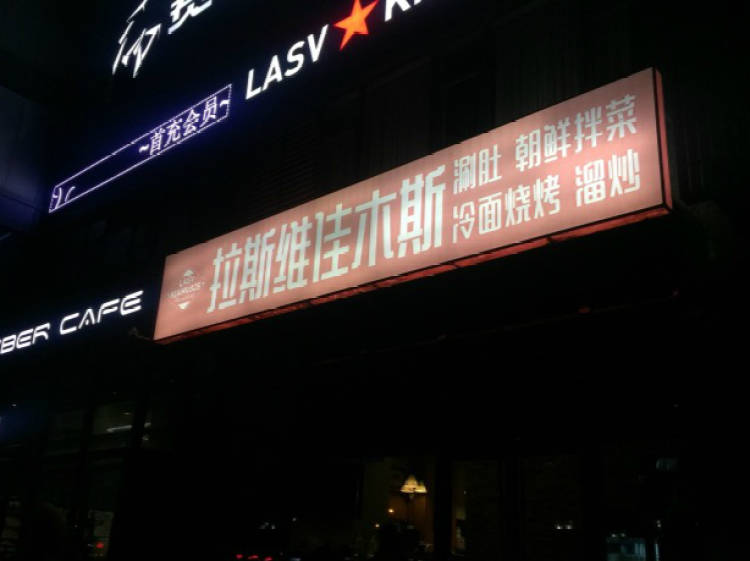 LASV
~首充会员~
涮肚 朝鲜拌菜
拉斯维佳木斯
冷面烧烤 溜炒
LASV
BER CAFE